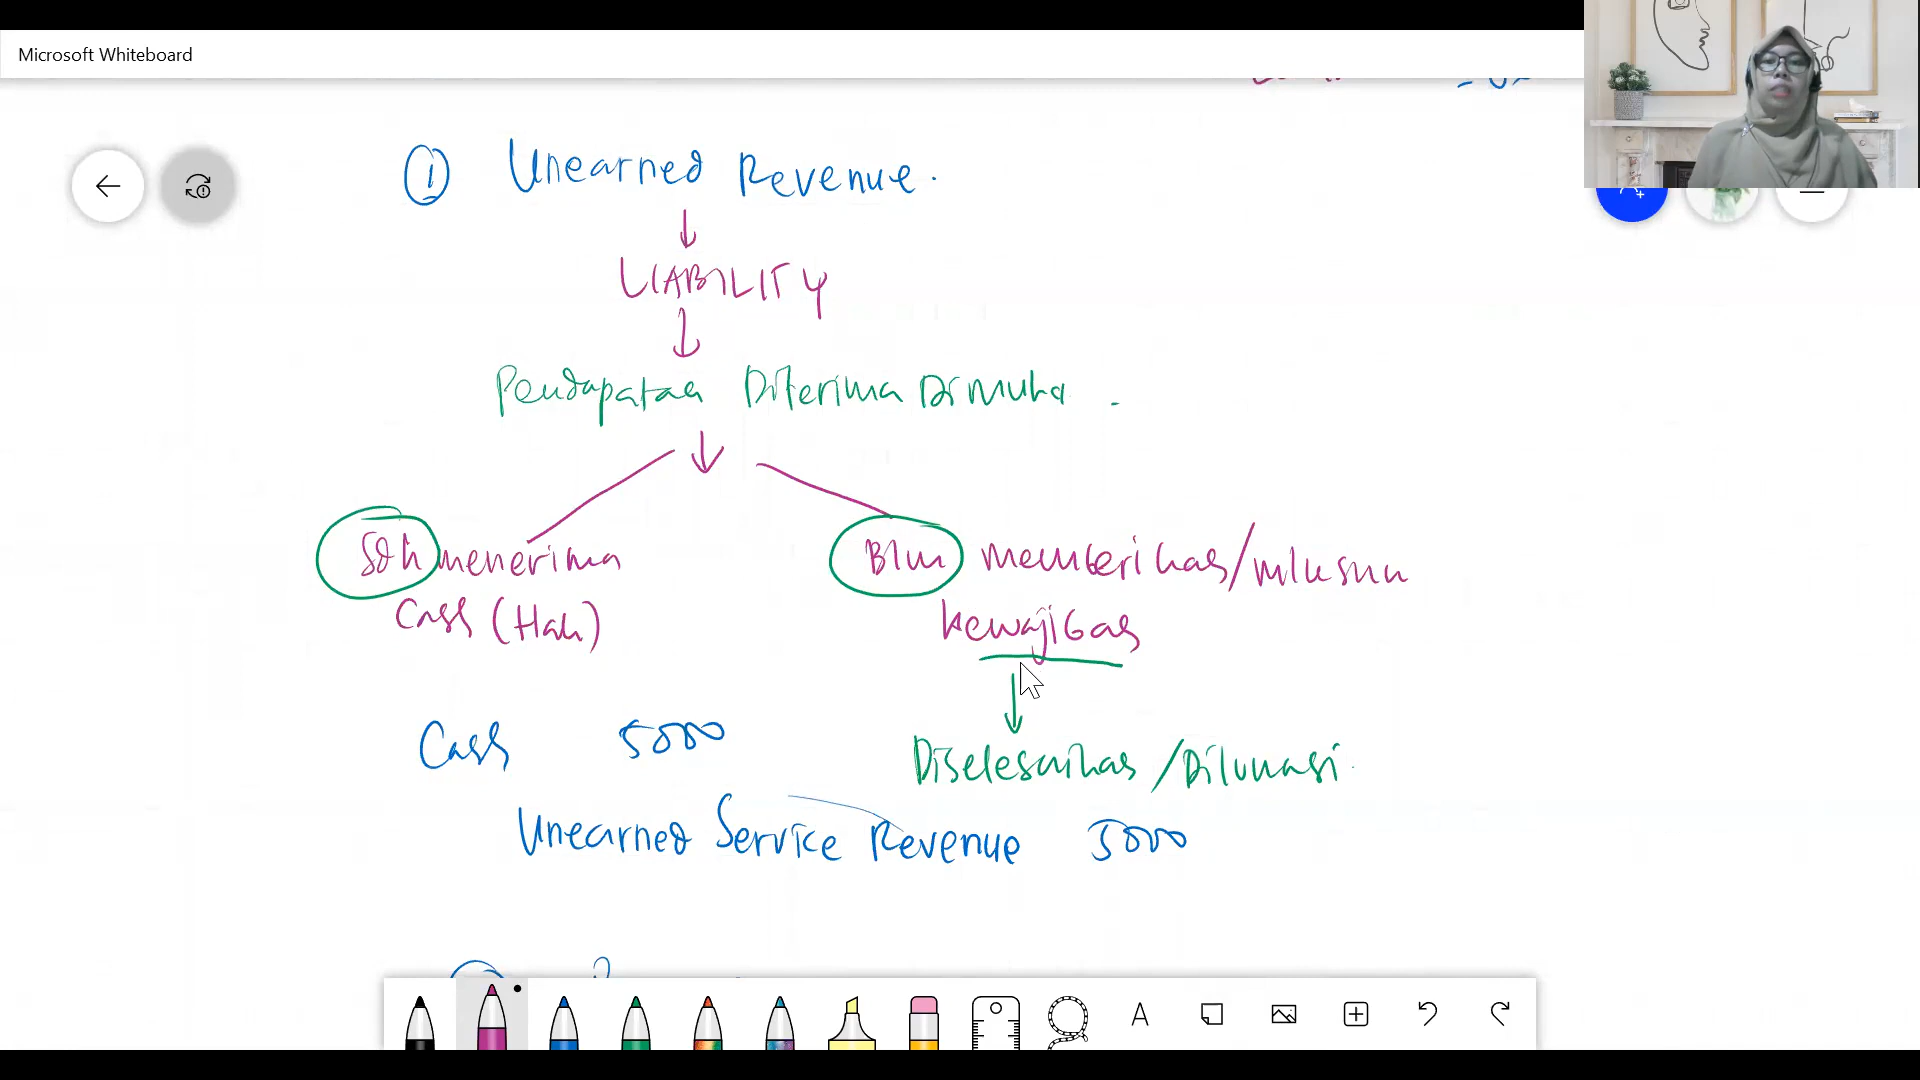 Microsoft Whiteboard
① Unearned Revenue.
LIABILITY
Pendapatan Diterima Dimuka.
Sdh menerima
Cash (Hak)
Blm memberikan/
kewajiban
Diselesaikan/Dilunasi.
Cash 5000
Unearned Service Revenue 5000
A